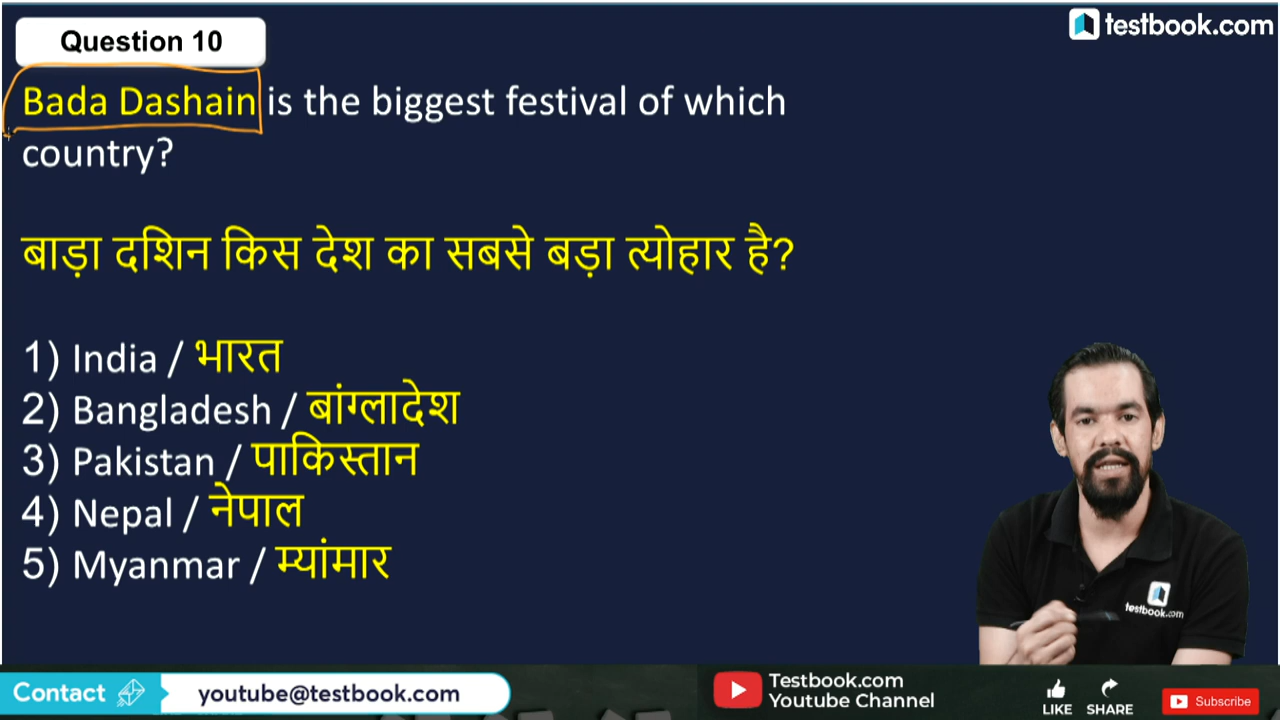 Question 10
testbook.com
Bada Dashain is the biggest festival of which
country?
बाड़ा दशिन किस देश का सबसे बड़ा त्योहार है?
1) India / भारत
2) Bangladesh / बांग्लादेश
3) Pakistan / पाकिस्तान
4) Nepal / नेपाल
5) Myanmar / म्यांमार
testbook.com
Contact
youtube@testbook.com
Testbook.com
Youtube Channel
LIKE
SHARE
Subscribe